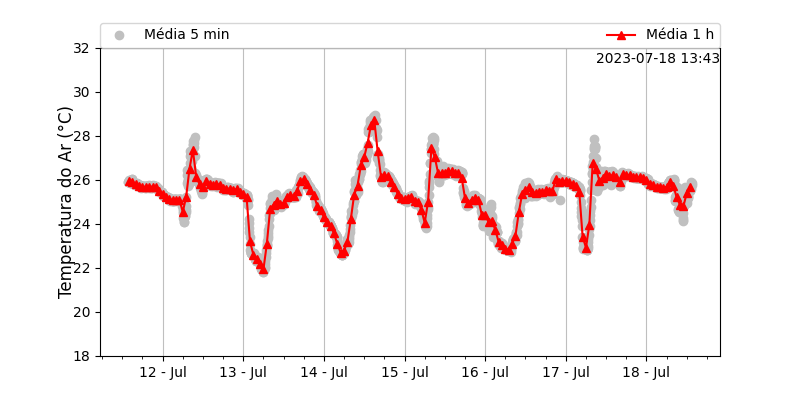 Média 5 min
Média 1 h
2023-07-18 13:43
Temperatura do Ar (°C)
32
30
28
26
24
22
20
18
12 - Jul
13 - Jul
14 - Jul
15 - Jul
16 - Jul
17 - Jul
18 - Jul